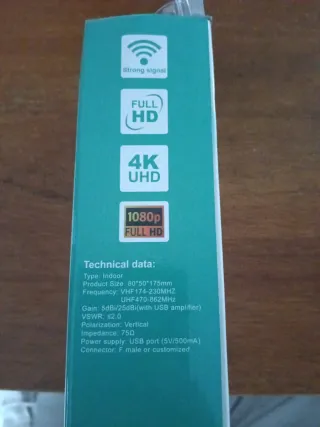 Strong signal
FULL
HD
4K
UHD
1080p
FULL HD
Technical data:
Type: Indoor
Product Size: 80*50*175mm
Frequency: VHF174-230MHZ
UHF470-862MHz
Gain: 5dBi/25dBi(with USB amplifier)
VSWR: ≤2.0
Polarization: Vertical
Impedance: 75Ω
Power supply: USB port (5V/500mA)
Connector: F male or customized